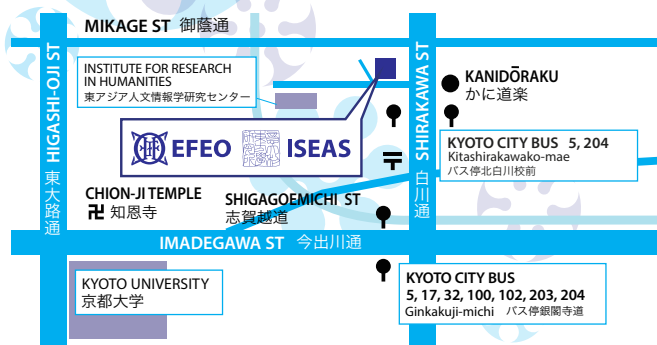 MIKAGE ST 御蔭通
HIGASHI-OJI ST 東大路通
INSTITUTE FOR RESEARCH
IN HUMANITIES
東アジア人文情報学研究センター
SHIRAKAWA ST 白川通
KANIDŌRAKU
かに道楽
EFEO ISEAS
KYOTO CITY BUS 5, 204
Kitashirakawako-mae
バス停北白川校前
CHION-JI TEMPLE
卍 知恩寺
SHIGAGOEMICHI ST
志賀越道
〒
IMADEGAWA ST 今出川通
KYOTO UNIVERSITY
京都大学
KYOTO CITY BUS
5, 17, 32, 100, 102, 203, 204
Ginkakuji-michi バス停銀閣寺道